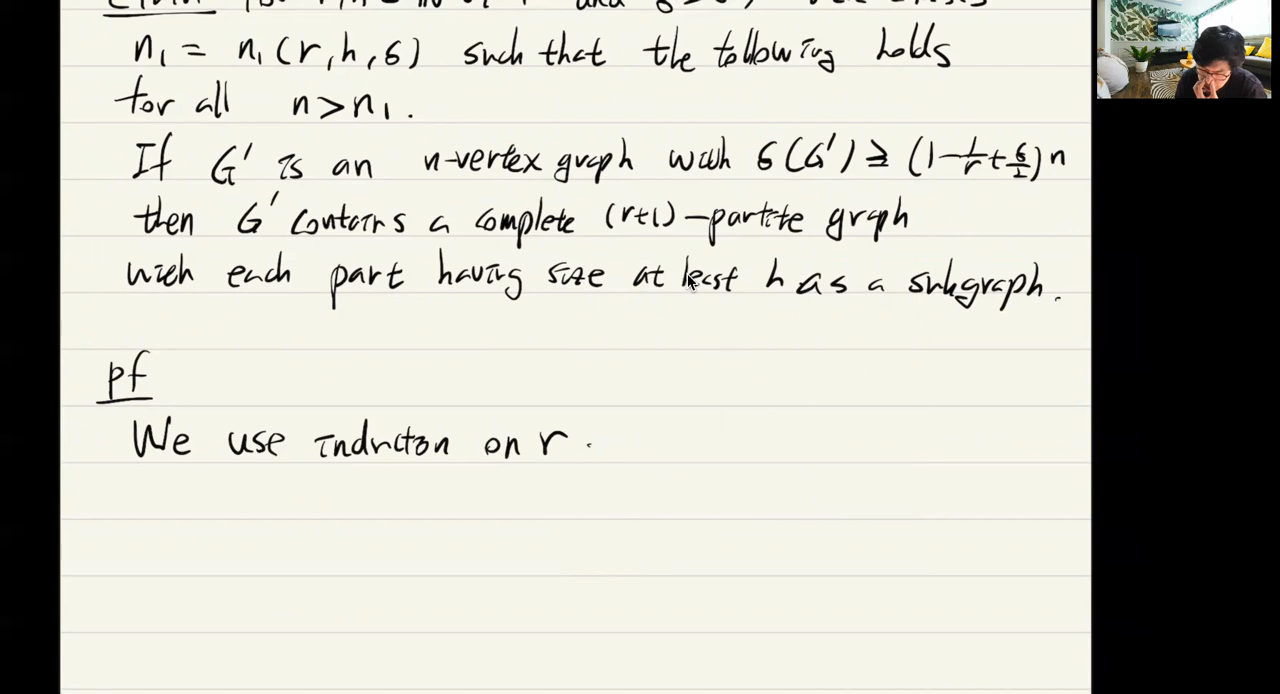 n₁ = n₁(r,h,δ) such that the following holds
for all n>n₁.
If G' is an n-vertex graph with δ(G') ≥ (1-1/r+δ/2)n
then G' contains a complete (r+1)-partite graph
with each part having size at least h as a subgraph.
pf
We use induction on r.